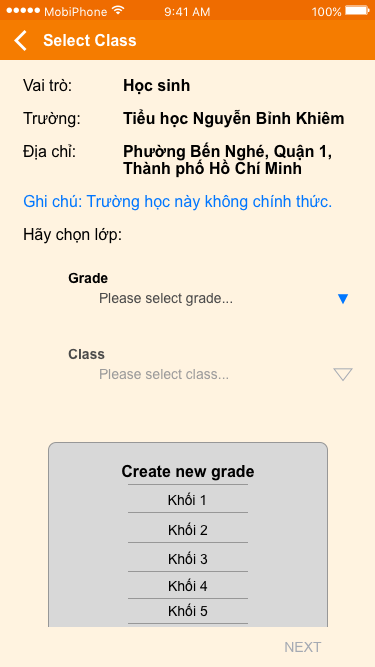 MobiPhone 9:41 AM 100%
Select Class
Vai trò: Học sinh
Trường: Tiểu học Nguyễn Bỉnh Khiêm
Địa chỉ: Phường Bến Nghé, Quận 1,
Thành phố Hồ Chí Minh
Ghi chú: Trường học này không chính thức.
Hãy chọn lớp:
Grade
Please select grade...
Class
Please select class...
Create new grade
Khối 1
Khối 2
Khối 3
Khối 4
Khối 5
NEXT